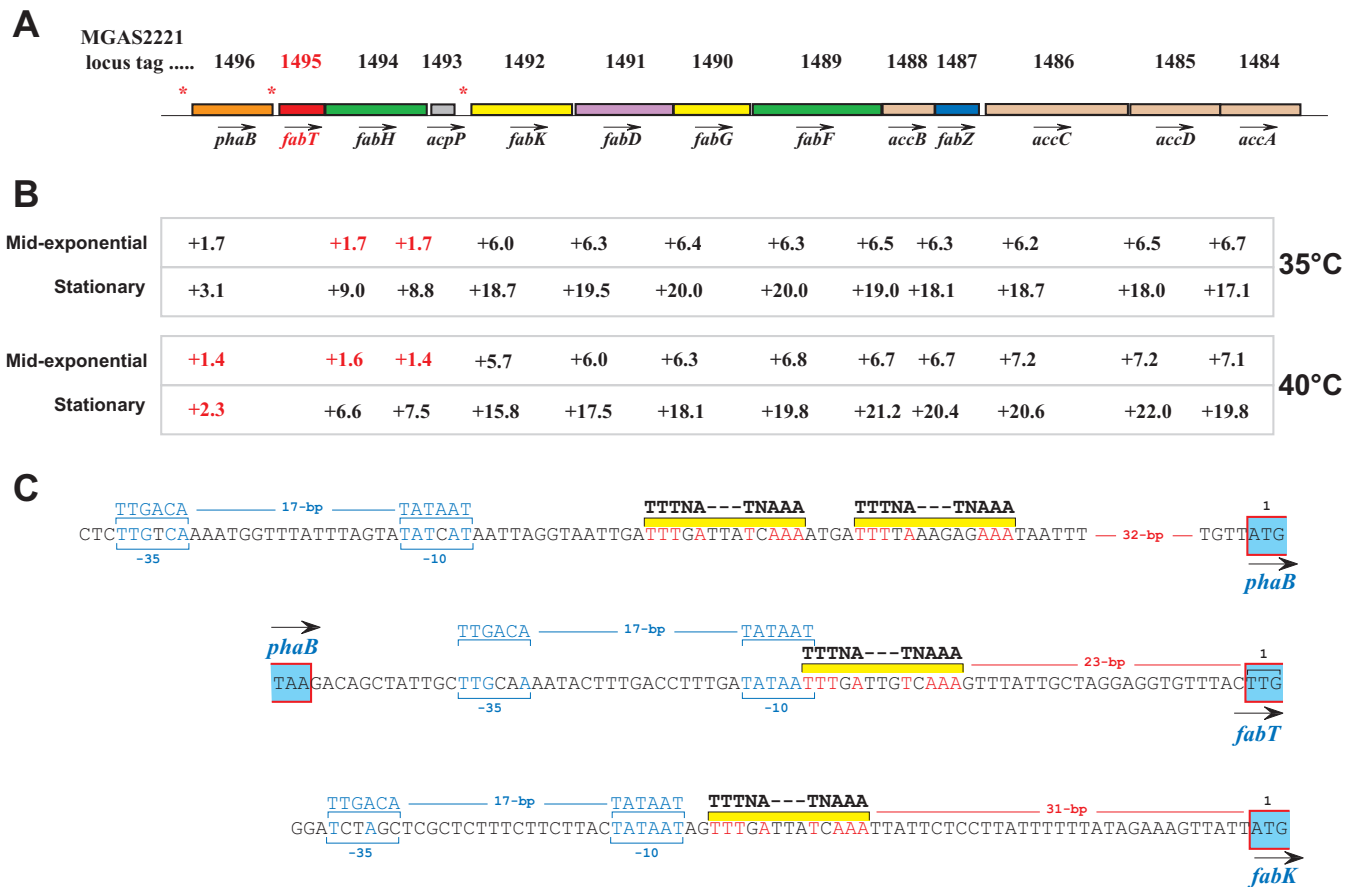 A
MGAS2221
locus tag ..... 1496 1495 1494 1493 1492 1491 1490 1489 1488 1487 1486 1485 1484
* * *
phaB fabT fabH acpP fabK fabD fabG fabF accB fabZ accC accD accA
B
Mid-exponential +1.7 +1.7 +1.7 +6.0 +6.3 +6.4 +6.3 +6.5 +6.3 +6.2 +6.5 +6.7
Stationary +3.1 +9.0 +8.8 +18.7 +19.5 +20.0 +20.0 +19.0 +18.1 +18.7 +18.0 +17.1
35°C
Mid-exponential +1.4 +1.6 +1.4 +5.7 +6.0 +6.3 +6.8 +6.7 +6.7 +7.2 +7.2 +7.1
Stationary +2.3 +6.6 +7.5 +15.8 +17.5 +18.1 +19.8 +21.2 +20.4 +20.6 +22.0 +19.8
40°C
C
TTGACA 17-bp TATAAT TTTNA---TNAAA TTTNA---TNAAA 1
CTCTTGTCAAAATGGTTTATTTAGTATATCATAATTAGGTAATTGATTTGATTATCAAAATGATTTTAAAGAGAAATAATTT 32-bp TGTTATG
-35 -10
phaB
phaB TTGACA 17-bp TATAAT
TTTNA---TNAAA 23-bp 1
TAAGACAGCTATTGCTTGCAAAATACTTTGACCTTTGATATAATTTGATTGTCAAAGTTTATTGCTAGGAGGTGTTTACTTG
-35 -10
fabT
TTGACA 17-bp TATAAT TTTNA---TNAAA 31-bp 1
GGATCTAGCTCGCTCTTTCTTCTTACTATAATAGTTTGATTATCAAATTATTCTCCTTATTTTTTATAGAAAGTTATTATG
-35 -10
fabK